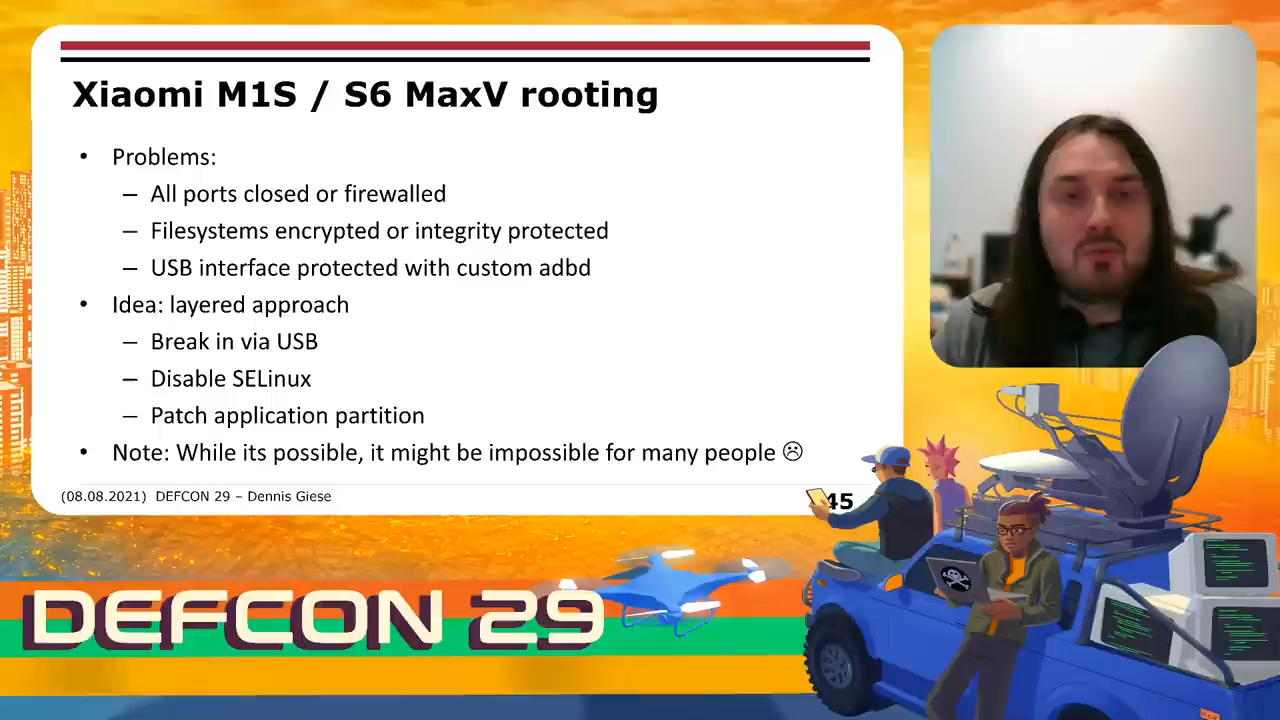 Xiaomi M1S / S6 MaxV rooting
• Problems:
– All ports closed or firewalled
– Filesystems encrypted or integrity protected
– USB interface protected with custom adbd
• Idea: layered approach
– Break in via USB
– Disable SELinux
– Patch application partition
• Note: While its possible, it might be impossible for many people ☹
(08.08.2021) DEFCON 29 – Dennis Giese
45
DEFCON 29